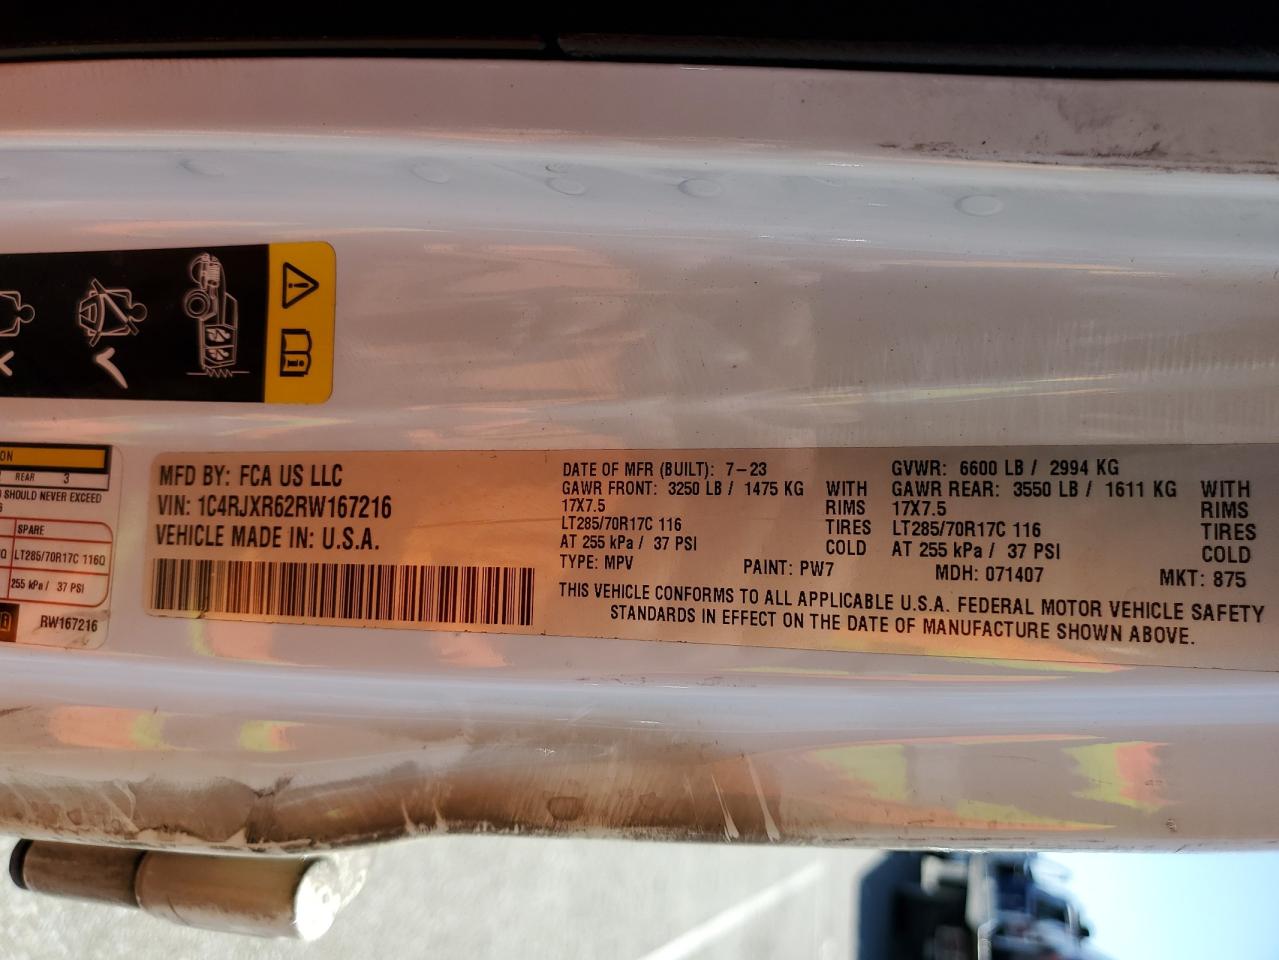 ON
REAR 3
SHOULD NEVER EXCEED
SPARE
LT285/70R17C 116Q
255 kPa / 37 PSI
RW167216
MFD BY: FCA US LLC
VIN: 1C4RJXR62RW167216
VEHICLE MADE IN: U.S.A.
DATE OF MFR (BUILT): 7-23
GAWR FRONT: 3250 LB / 1475 KG WITH
17X7.5 RIMS
LT285/70R17C 116 TIRES
AT 255 kPa / 37 PSI COLD
GVWR: 6600 LB / 2994 KG
GAWR REAR: 3550 LB / 1611 KG WITH
17X7.5 RIMS
LT285/70R17C 116 TIRES
AT 255 kPa / 37 PSI COLD
TYPE: MPV PAINT: PW7 MDH: 071407 MKT: 875
THIS VEHICLE CONFORMS TO ALL APPLICABLE U.S.A. FEDERAL MOTOR VEHICLE SAFETY
STANDARDS IN EFFECT ON THE DATE OF MANUFACTURE SHOWN ABOVE.